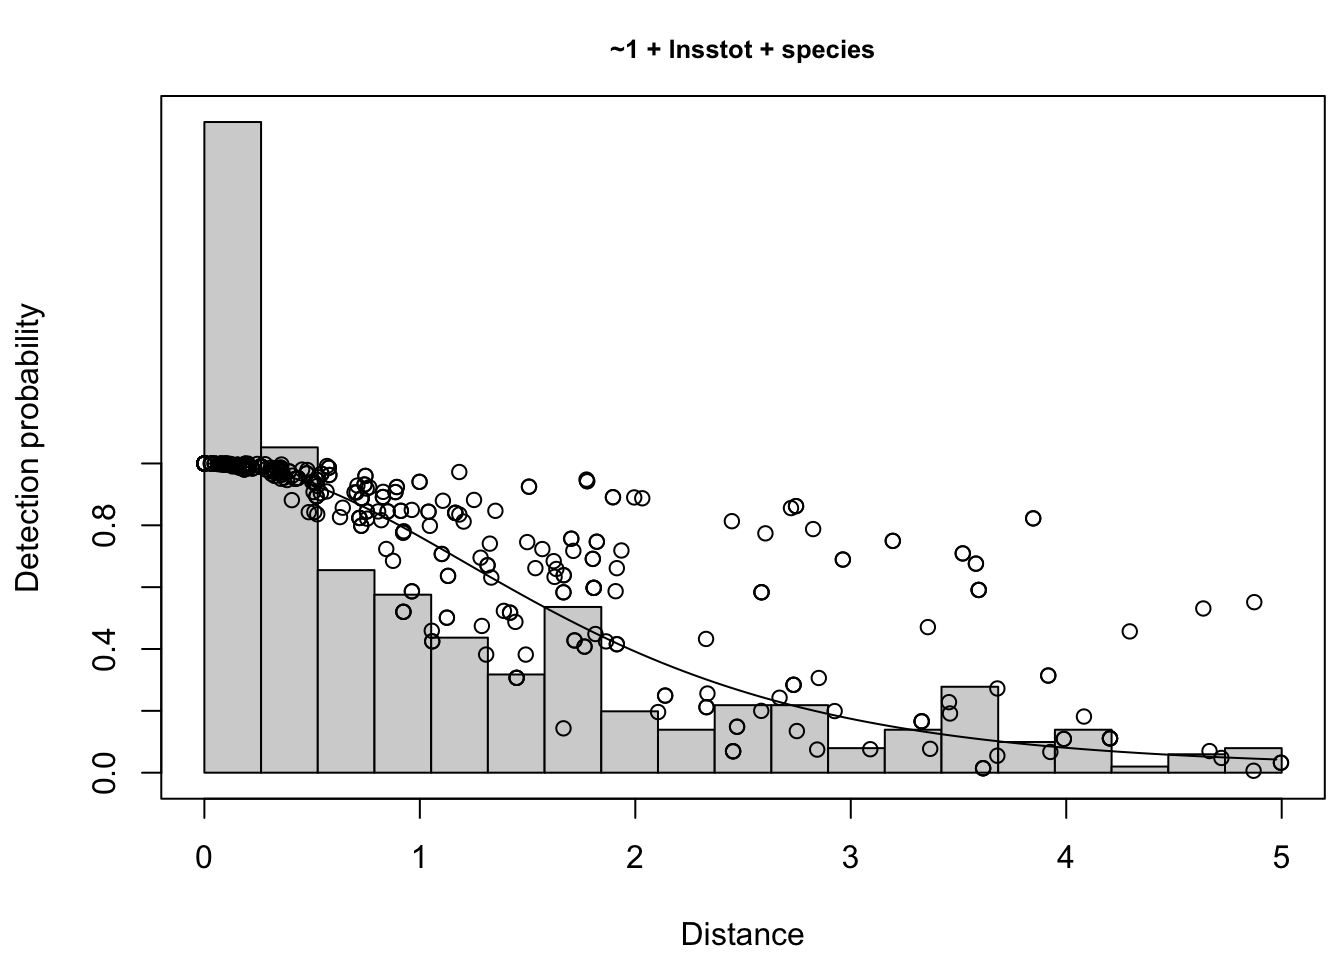 ~1 + lnsstot + species
Detection probability
0.8
0.4
0.0
0 1 2 3 4 5
Distance